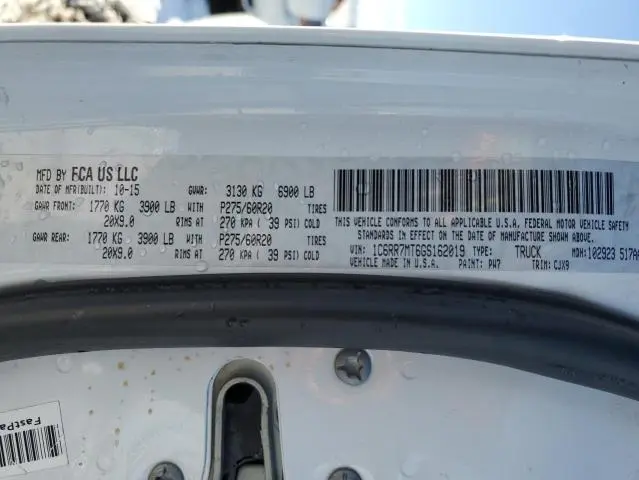 MFD BY FCA US LLC
DATE OF MFR(BUILT): 10-15 GVWR: 3130 KG 6900 LB
GAWR FRONT: 1770 KG 3900 LB WITH P275/60R20 TIRES
20X9.0 RIMS AT 270 KPA ( 39 PSI) COLD
GAWR REAR: 1770 KG 3900 LB WITH P275/60R20 TIRES
20X9.0 RIMS AT 270 KPA ( 39 PSI) COLD
THIS VEHICLE CONFORMS TO ALL APPLICABLE U.S.A. FEDERAL MOTOR VEHICLE SAFETY
STANDARDS IN EFFECT ON THE DATE OF MANUFACTURE SHOWN ABOVE.
VIN: 1C6RR7MT6GS162019 TYPE: TRUCK MDH:102923 517A
VEHICLE MADE IN U.S.A. PAINT: PW7 TRIM: CJX9
FastPa